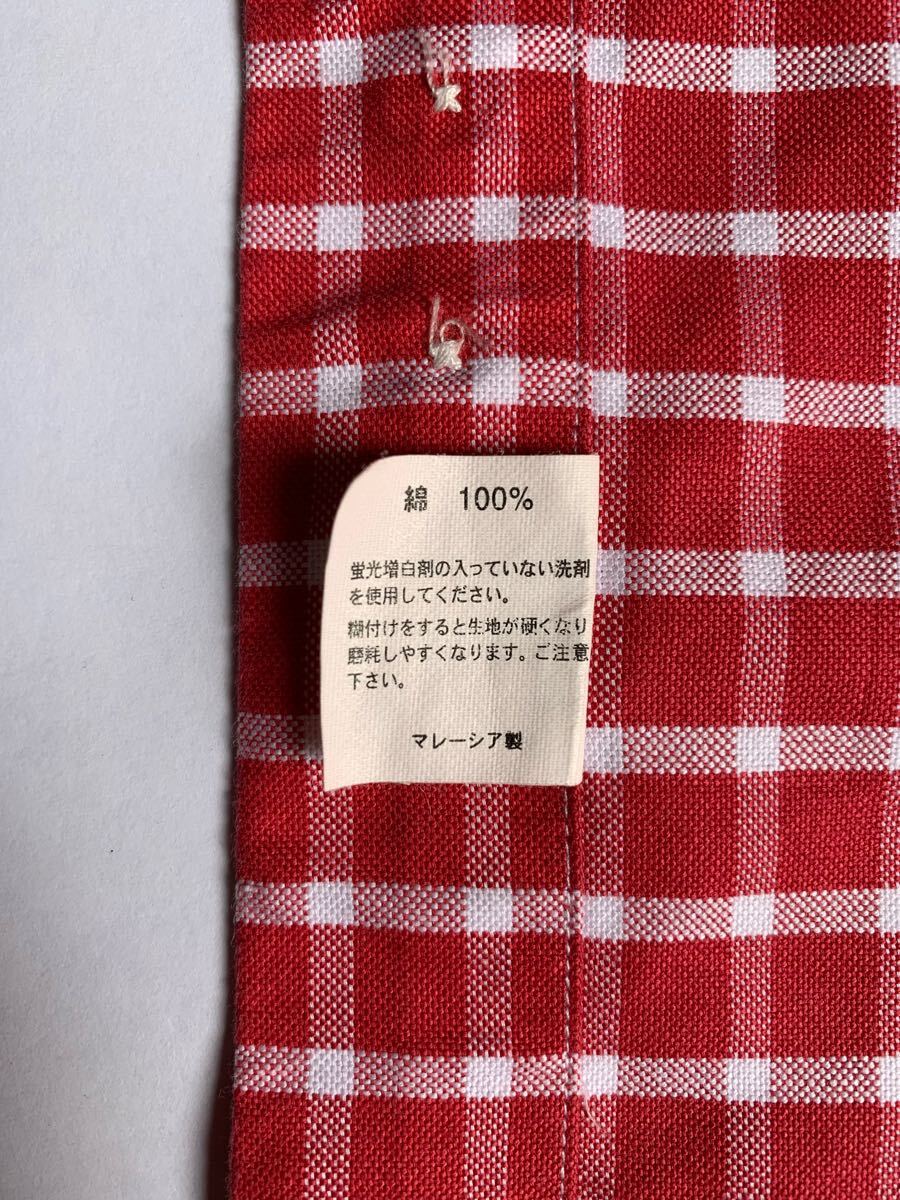 綿 100%
蛍光増白剤の入っていない洗剤
を使用してください。
糊付けをすると生地が硬くなり
磨耗しやすくなります。ご注意
下さい。
マレーシア製